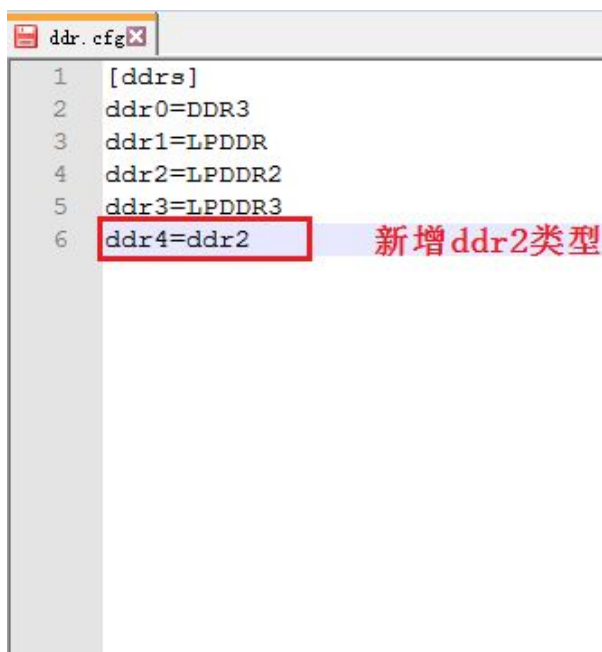 ddr.cfg
1 [ddrs]
2 ddr0=DDR3
3 ddr1=LPDDR
4 ddr2=LPDDR2
5 ddr3=LPDDR3
6 ddr4=ddr2 新增ddr2类型